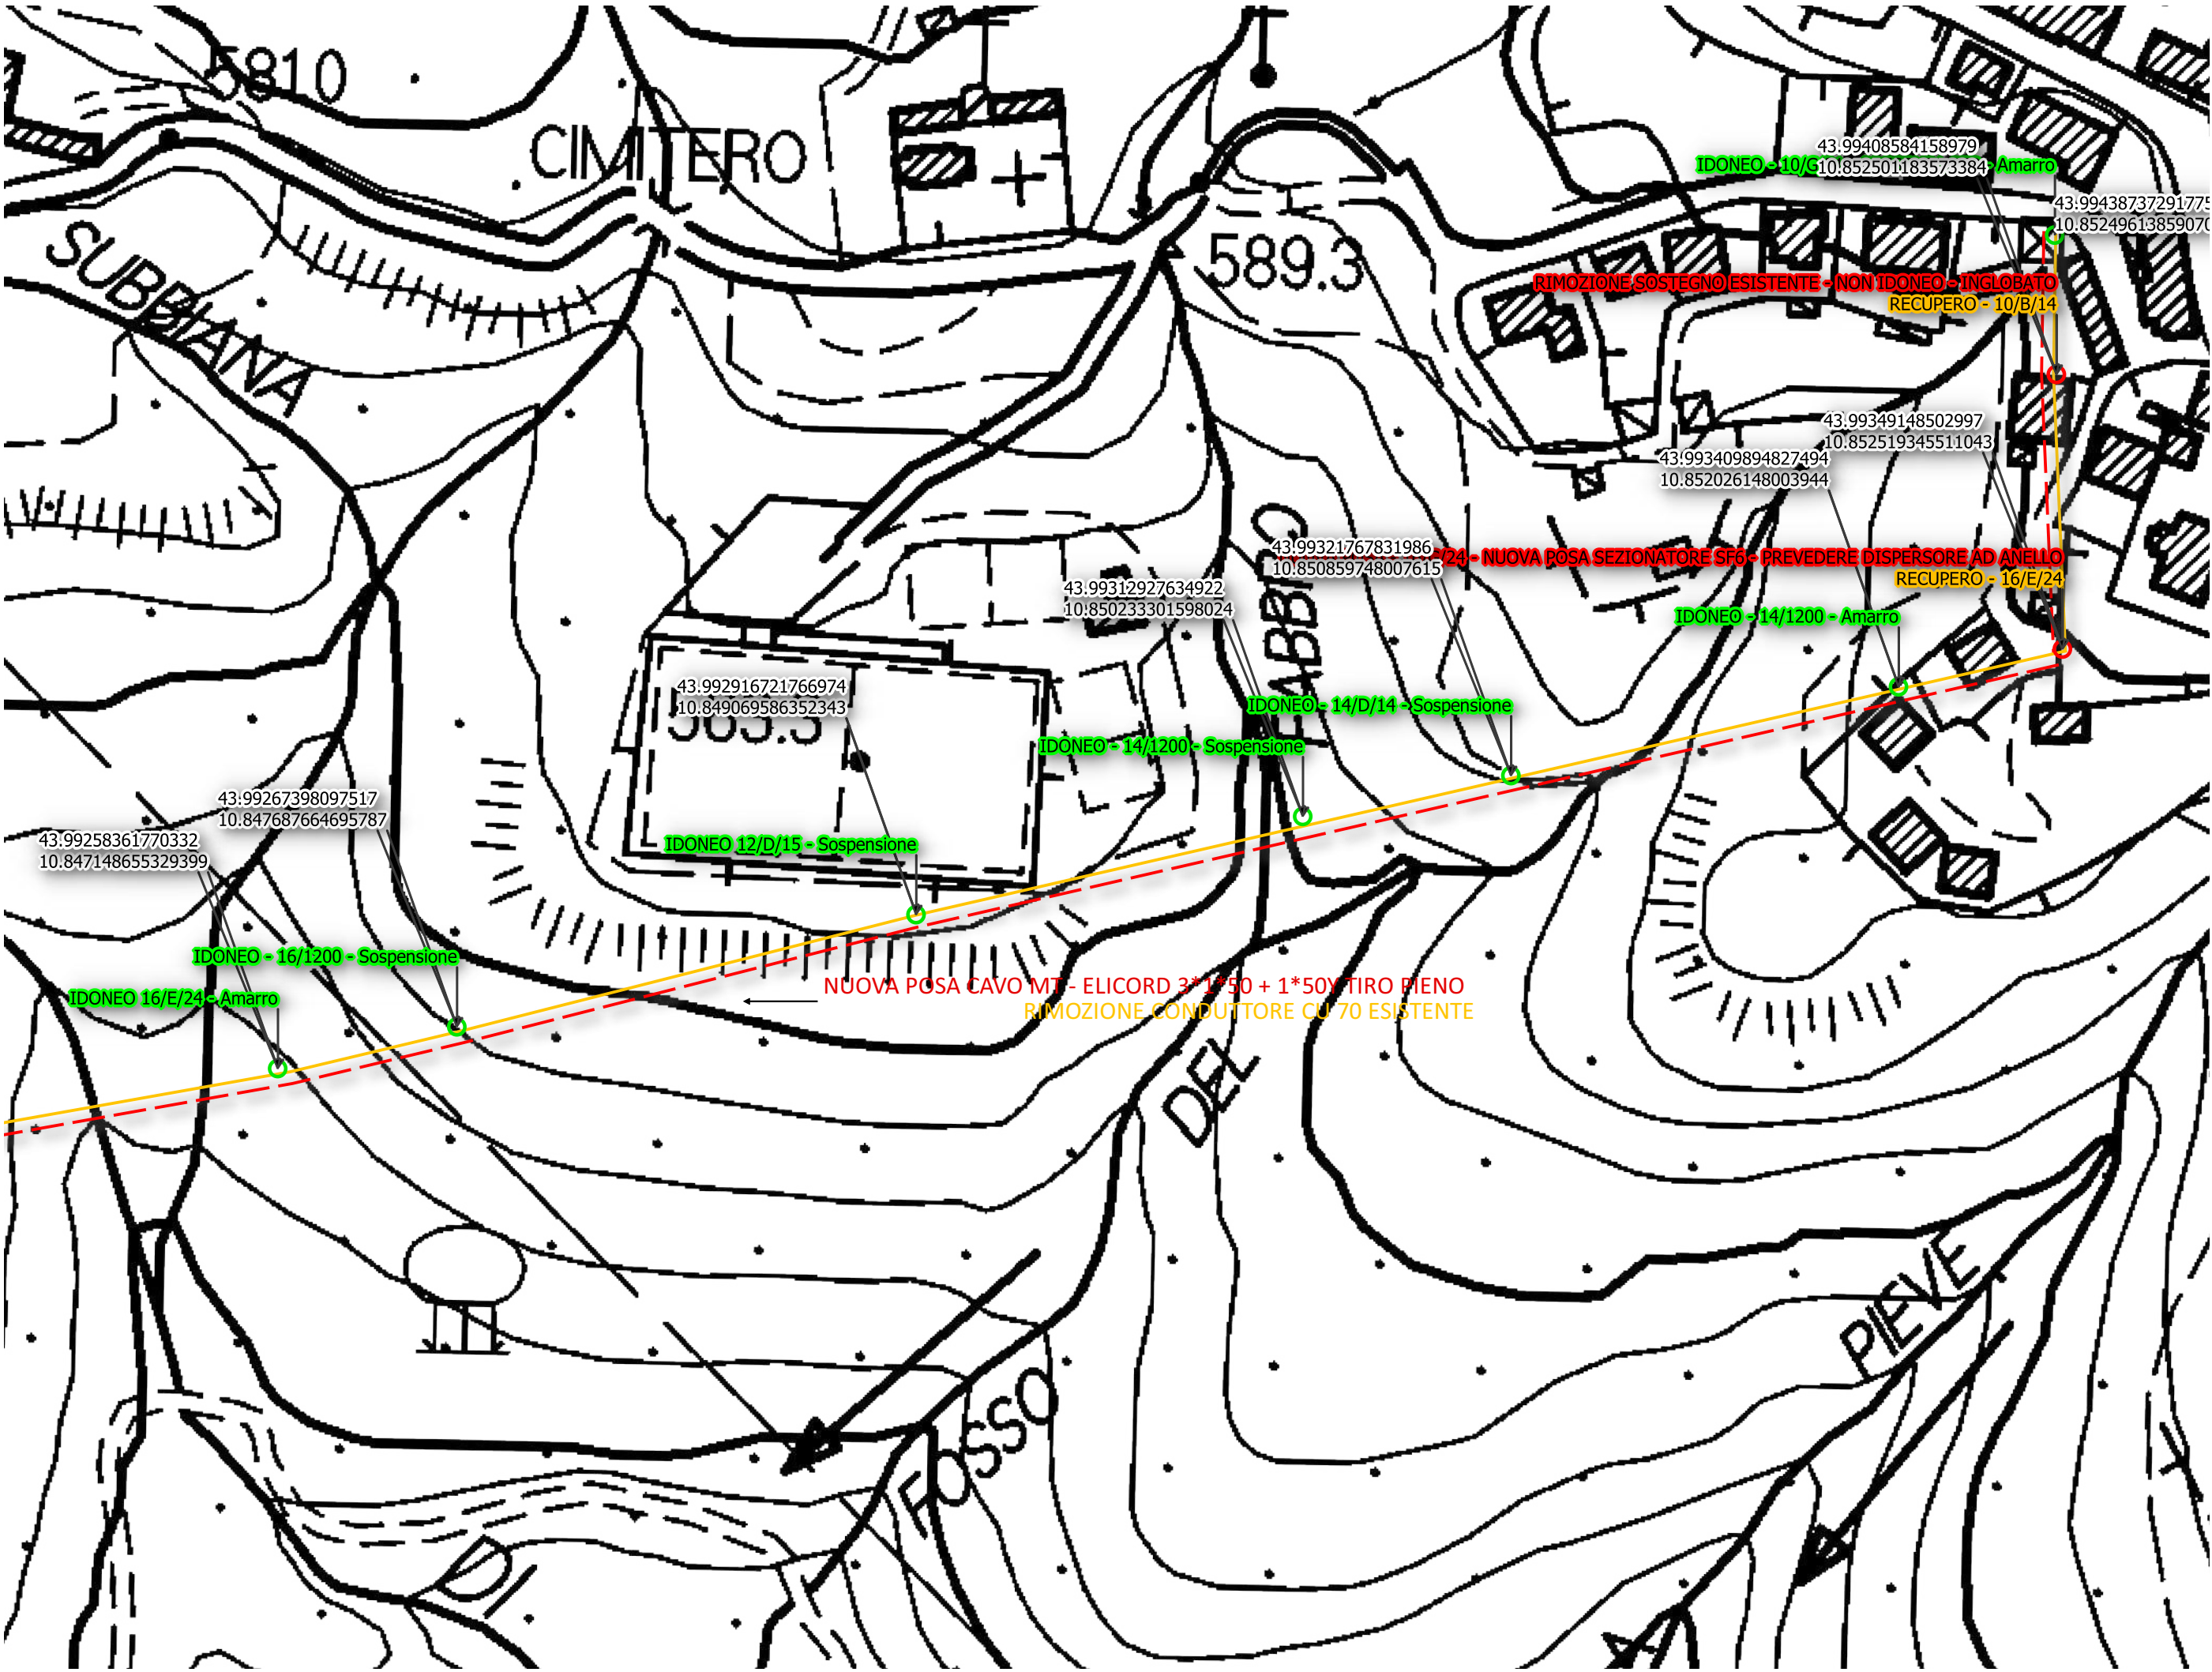 5810
CIMITERO
SUBBIANA
589.3
43.99408584158979
IDONEO - 10/G - Amarro
10.852501183573384
43.9943873729177
10.8524961385907
RIMOZIONE SOSTEGNO ESISTENTE - NON IDONEO - INGLOBATO
RECUPERO - 10/B/14
43.99349148502997
10.852519345511043
43.993409894827494
10.852026148003944
43.99321767831986
/24 - NUOVA POSA SEZIONATORE SF6 - PREVEDERE DISPERSORE AD ANELLO
10.850859748007615
RECUPERO - 16/E/24
43.99312927634922
10.850233301598024
IDONEO - 14/1200 - Amarro
43.992916721766974
10.849069586352343
IDONEO - 14/D/14 - Sospensione
IDONEO - 14/1200 - Sospensione
43.99267398097517
10.847687664695787
43.99258361770332
10.847148655329399
IDONEO 12/D/15 - Sospensione
IDONEO - 16/1200 - Sospensione
IDONEO 16/E/24 - Amarro
NUOVA POSA CAVO MT - ELICORD 3*1*50 + 1*50Y TIRO PIENO
RIMOZIONE CONDUTTORE CU 70 ESISTENTE
DEL
PIEVE
FOSSO
DI